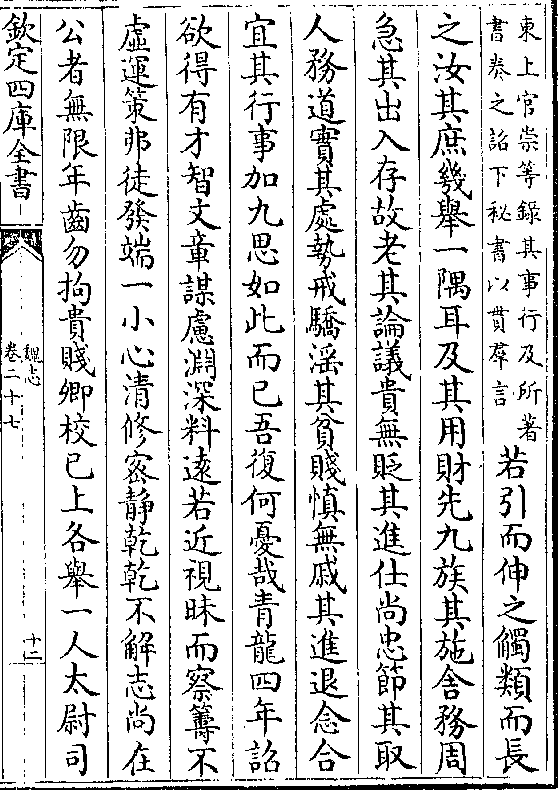 東上官崇等録其事行及所著
書奏之詔下秘書以貫羣言
若引而伸之觸類而長
之汝其庶幾舉一隅耳及其用財先九族其施舎務周
急其出入存故老其論議貴無貶其進仕尚忠節其取
人務道實其處勢戒驕淫其貧賤慎無戚其進退念合
宜其行事加九思如此而已吾復何憂哉青龍四年詔
欲得有才智文章謀慮淵深料遠若近視昧而察籌不
虚運策弗徒發端一小心清修宻静乾乾不解志尚在
公者無限年齒勿拘貴賤卿校已上各舉一人太尉司
欽定四庫全書
魏志
卷二十七
十二